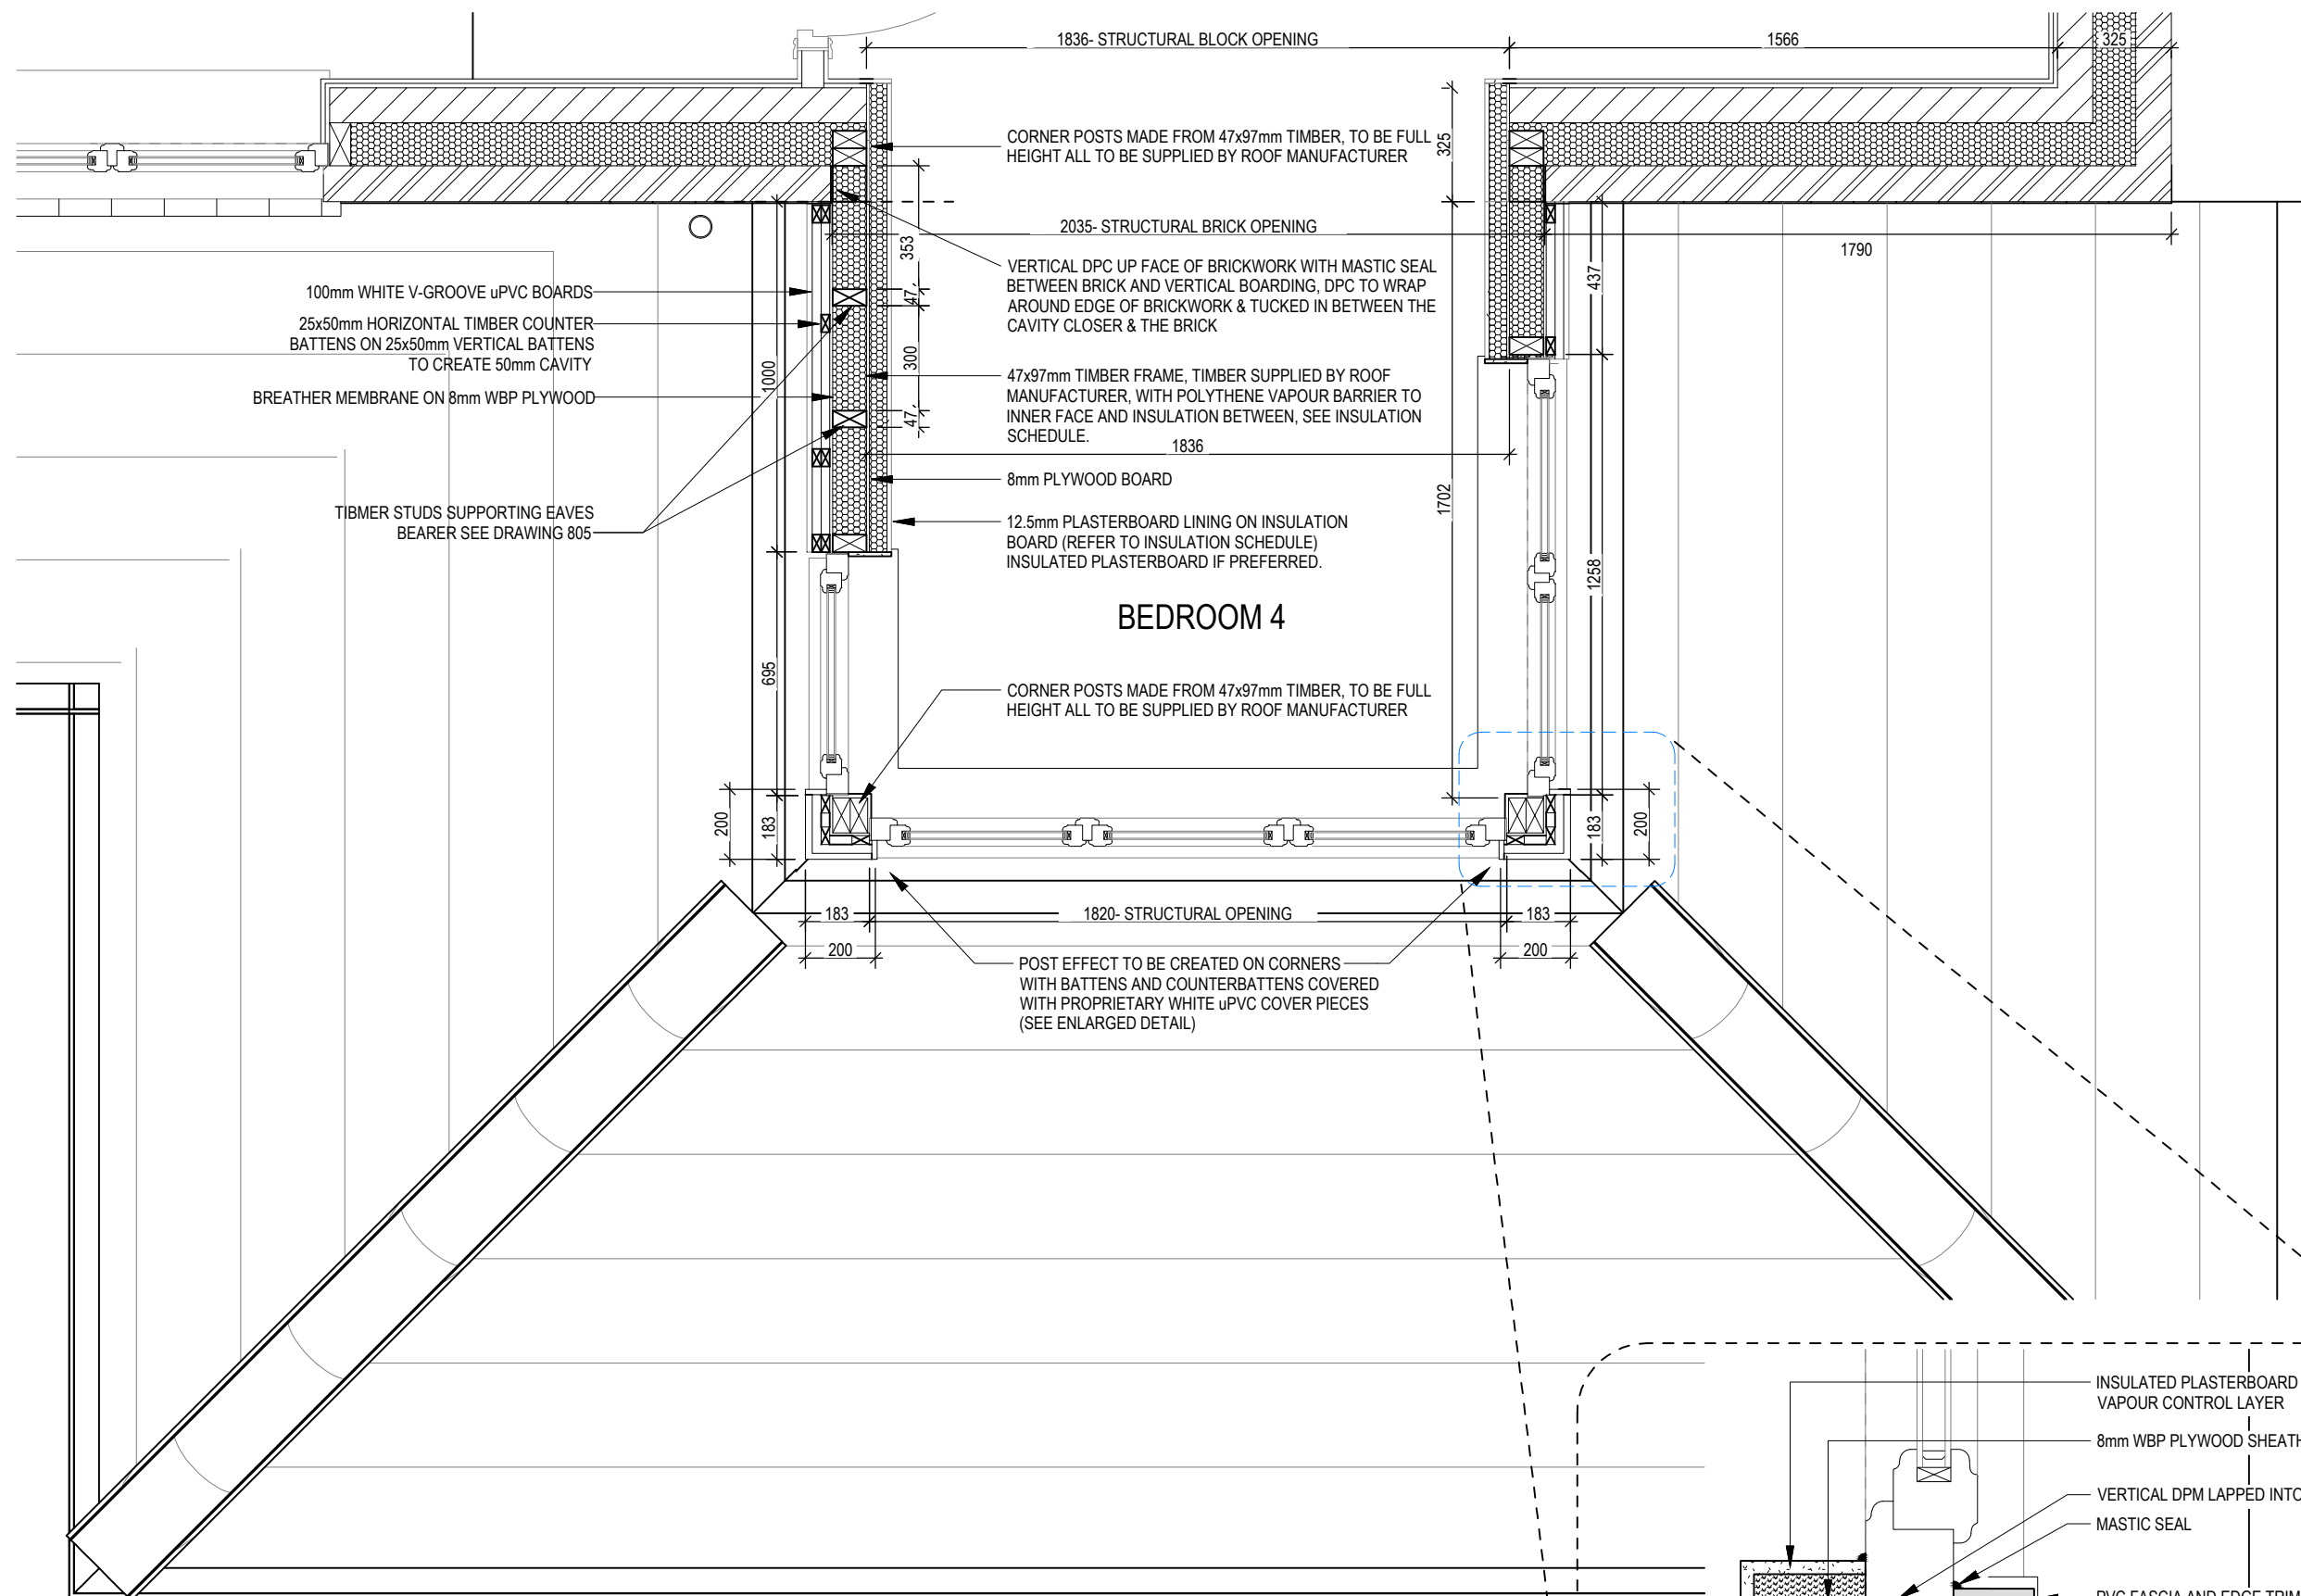 1836- STRUCTURAL BLOCK OPENING
1566
325
CORNER POSTS MADE FROM 47x97mm TIMBER, TO BE FULL
HEIGHT ALL TO BE SUPPLIED BY ROOF MANUFACTURER
325
2035- STRUCTURAL BRICK OPENING
1790
353
VERTICAL DPC UP FACE OF BRICKWORK WITH MASTIC SEAL
BETWEEN BRICK AND VERTICAL BOARDING, DPC TO WRAP
AROUND EDGE OF BRICKWORK & TUCKED IN BETWEEN THE
CAVITY CLOSER & THE BRICK
437
100mm WHITE V-GROOVE uPVC BOARDS
47
25x50mm HORIZONTAL TIMBER COUNTER
BATTENS ON 25x50mm VERTICAL BATTENS
TO CREATE 50mm CAVITY
1000
300
BREATHER MEMBRANE ON 8mm WBP PLYWOOD
47
47x97mm TIMBER FRAME, TIMBER SUPPLIED BY ROOF
MANUFACTURER, WITH POLYTHENE VAPOUR BARRIER TO
INNER FACE AND INSULATION BETWEEN, SEE INSULATION
SCHEDULE.
1836
8mm PLYWOOD BOARD
1702
TIBMER STUDS SUPPORTING EAVES
BEARER SEE DRAWING 805
12.5mm PLASTERBOARD LINING ON INSULATION
BOARD (REFER TO INSULATION SCHEDULE)
INSULATED PLASTERBOARD IF PREFERRED.
1258
BEDROOM 4
695
CORNER POSTS MADE FROM 47x97mm TIMBER, TO BE FULL
HEIGHT ALL TO BE SUPPLIED BY ROOF MANUFACTURER
200
183
183
200
183
1820- STRUCTURAL OPENING
183
200
200
POST EFFECT TO BE CREATED ON CORNERS
WITH BATTENS AND COUNTERBATTENS COVERED
WITH PROPRIETARY WHITE uPVC COVER PIECES
(SEE ENLARGED DETAIL)
INSULATED PLASTERBOARD
VAPOUR CONTROL LAYER
8mm WBP PLYWOOD SHEATH
VERTICAL DPM LAPPED INTO
MASTIC SEAL
PVC FASCIA AND EDGE TRIM